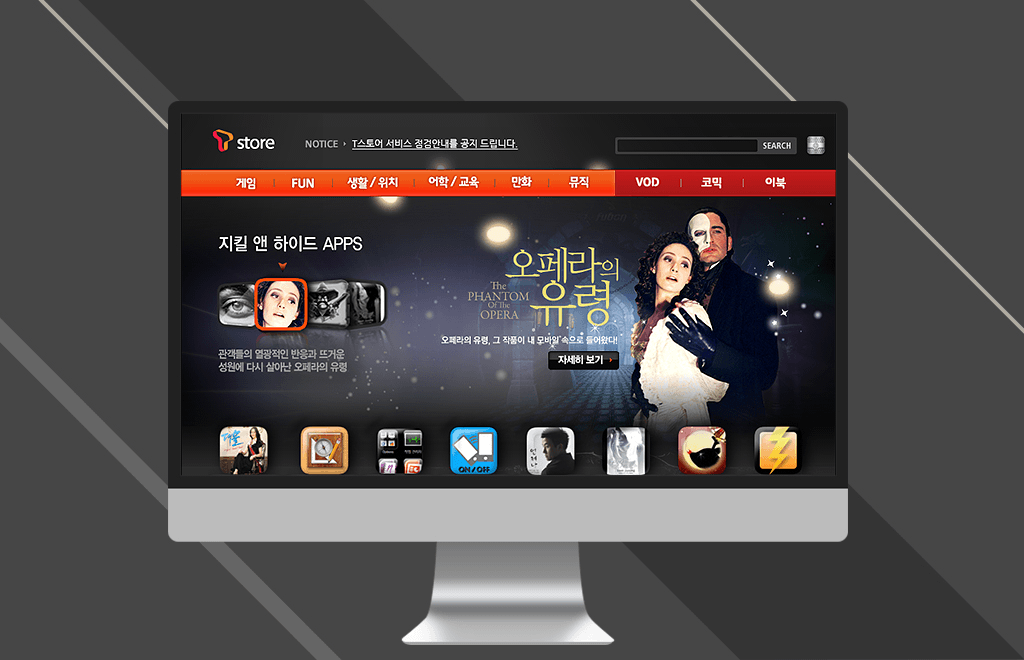 T store
NOTICE
T스토어 서비스 점검안내를 공지 드립니다.
SEARCH
게임
FUN
생활 / 위치
어학 / 교육
만화
뮤직
VOD
코믹
이북
지킬 앤 하이드 APPS
관객들의 열광적인 반응과 뜨거운
성원에 다시 살아난 오페라의 유령
오페라의
유령
The
PHANTOM
Of The
OPERA
오페라의 유령, 그 작품이 내 모바일 속으로 들어왔다!
자세히 보기
ON / OFF